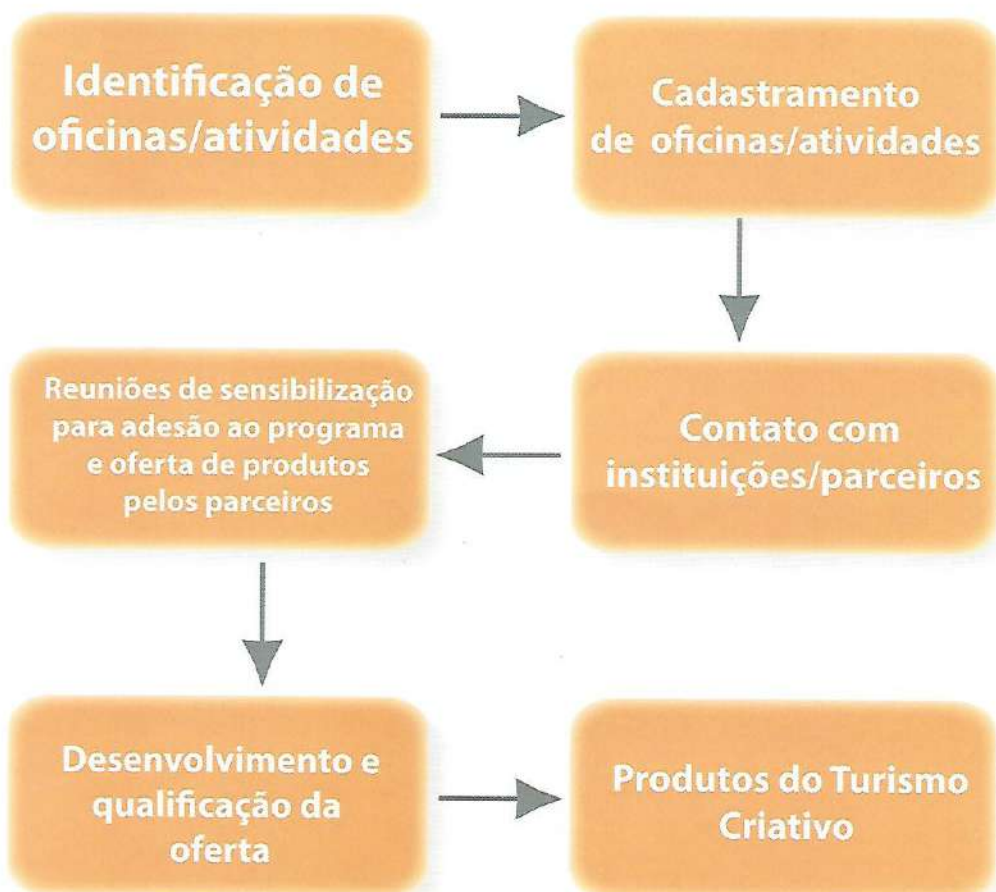 Identificação de
oficinas/atividades
Cadastramento
de oficinas/atividades
Contato com
instituições/parceiros
Reuniões de sensibilização
para adesão ao programa
e oferta de produtos
pelos parceiros
Desenvolvimento e
qualificação da
oferta
Produtos do Turismo
Criativo